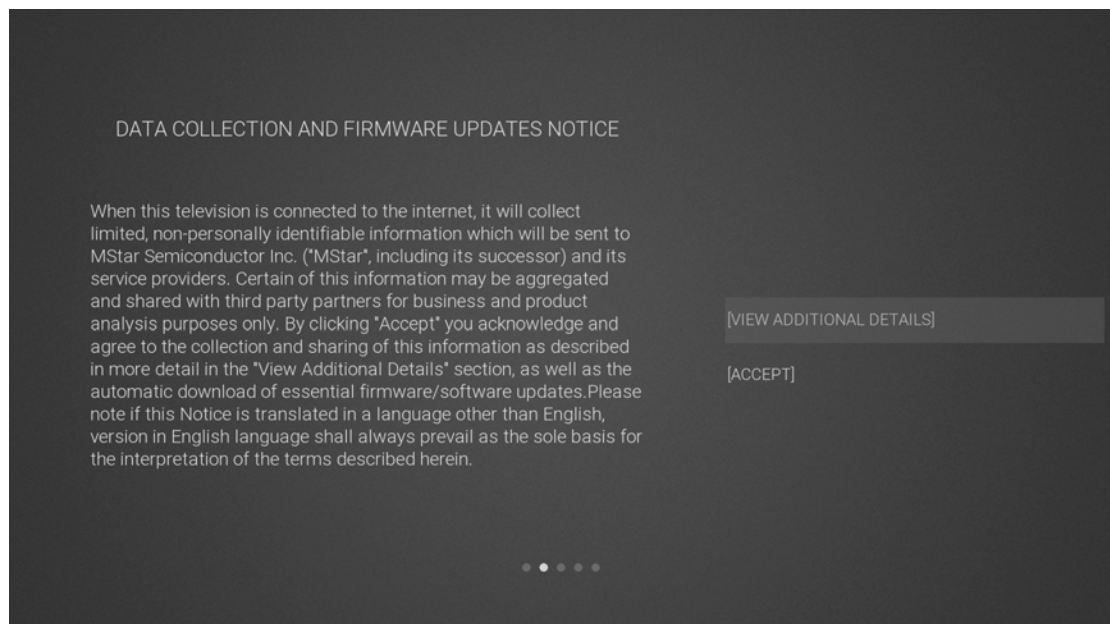 DATA COLLECTION AND FIRMWARE UPDATES NOTICE
When this television is connected to the internet, it will collect
limited, non-personally identifiable information which will be sent to
MStar Semiconductor Inc. ("MStar", including its successor) and its
service providers. Certain of this information may be aggregated
and shared with third party partners for business and product
analysis purposes only. By clicking "Accept" you acknowledge and
agree to the collection and sharing of this information as described
in more detail in the "View Additional Details" section, as well as the
automatic download of essential firmware/software updates.Please
note if this Notice is translated in a language other than English,
version in English language shall always prevail as the sole basis for
the interpretation of the terms described herein.
[VIEW ADDITIONAL DETAILS]
[ACCEPT]